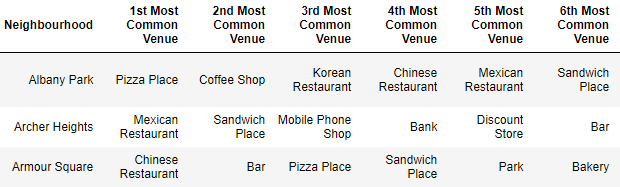 Neighbourhood 1st Most Common Venue 2nd Most Common Venue 3rd Most Common Venue 4th Most Common Venue 5th Most Common Venue 6th Most Common Venue
Albany Park Pizza Place Coffee Shop Korean Restaurant Chinese Restaurant Mexican Restaurant Sandwich Place
Archer Heights Mexican Restaurant Sandwich Place Mobile Phone Shop Bank Discount Store Bar
Armour Square Chinese Restaurant Bar Pizza Place Sandwich Place Park Bakery